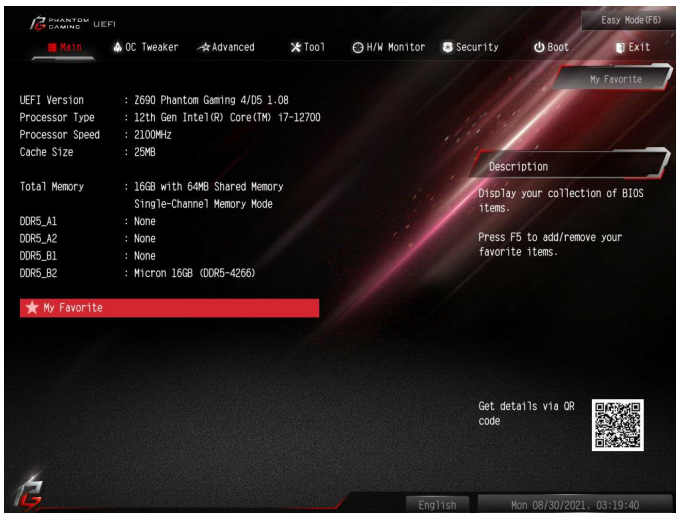 PHANTOM GAMING UEFI
Easy Mode(F6)
Main OC Tweaker Advanced Tool H/W Monitor Security Boot Exit
My Favorite
UEFI Version : Z690 Phantom Gaming 4/D5 1.08
Processor Type : 12th Gen Intel(R) Core(TM) i7-12700
Processor Speed : 2100MHz
Cache Size : 25MB
Total Memory : 16GB with 64MB Shared Memory
Single-Channel Memory Mode
DDR5_A1 : None
DDR5_A2 : None
DDR5_B1 : None
DDR5_B2 : Micron 16GB (DDR5-4266)
My Favorite
Description
Display your collection of BIOS
items.
Press F5 to add/remove your
favorite items.
Get details via QR
code
English
Mon 08/30/2021. 03:19:40